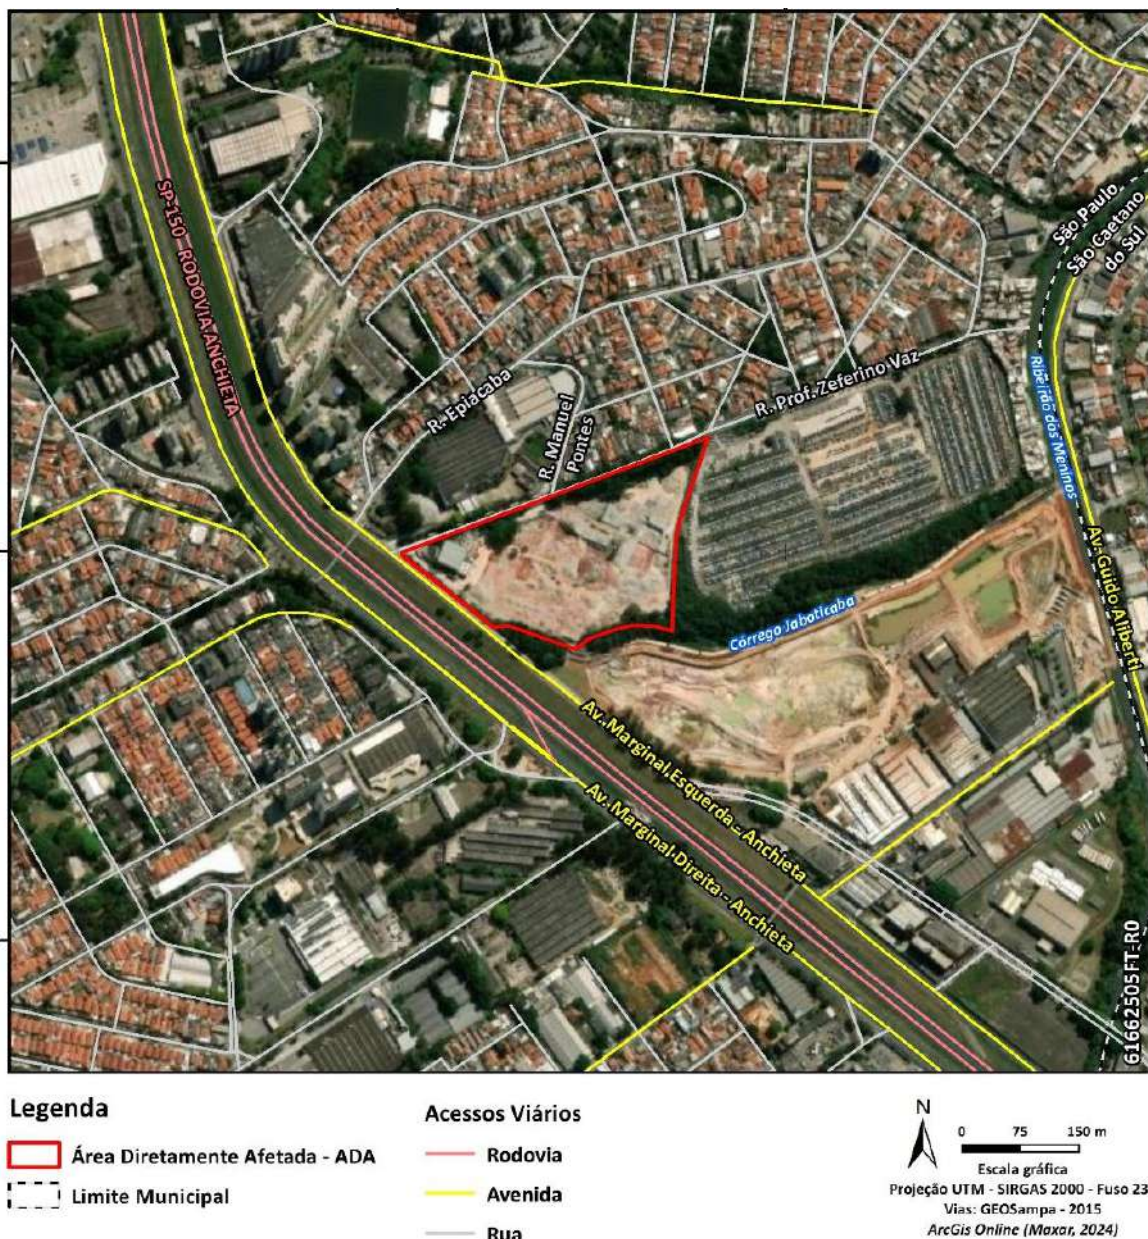 São Paulo
São Caetano
do Sul
SP-150 RODOVIA ANCHIETA
R. Prof. Zeferino Vaz
R. Epiacaba
R. Manuel
Pontes
Ribeirão dos Meninos
Av. Guido Aliberti
Córrego Jaboticaba
Av. Marginal Esquerda - Anchieta
Av. Marginal Direita - Anchieta
61662505FT-R0
Legenda
Área Diretamente Afetada - ADA
Limite Municipal
Acessos Viários
Rodovia
Avenida
Rua
N
0 75 150 m
Escala gráfica
Projeção UTM - SIRGAS 2000 - Fuso 23
Vias: GEOSampa - 2015
ArcGis Online (Maxar, 2024)